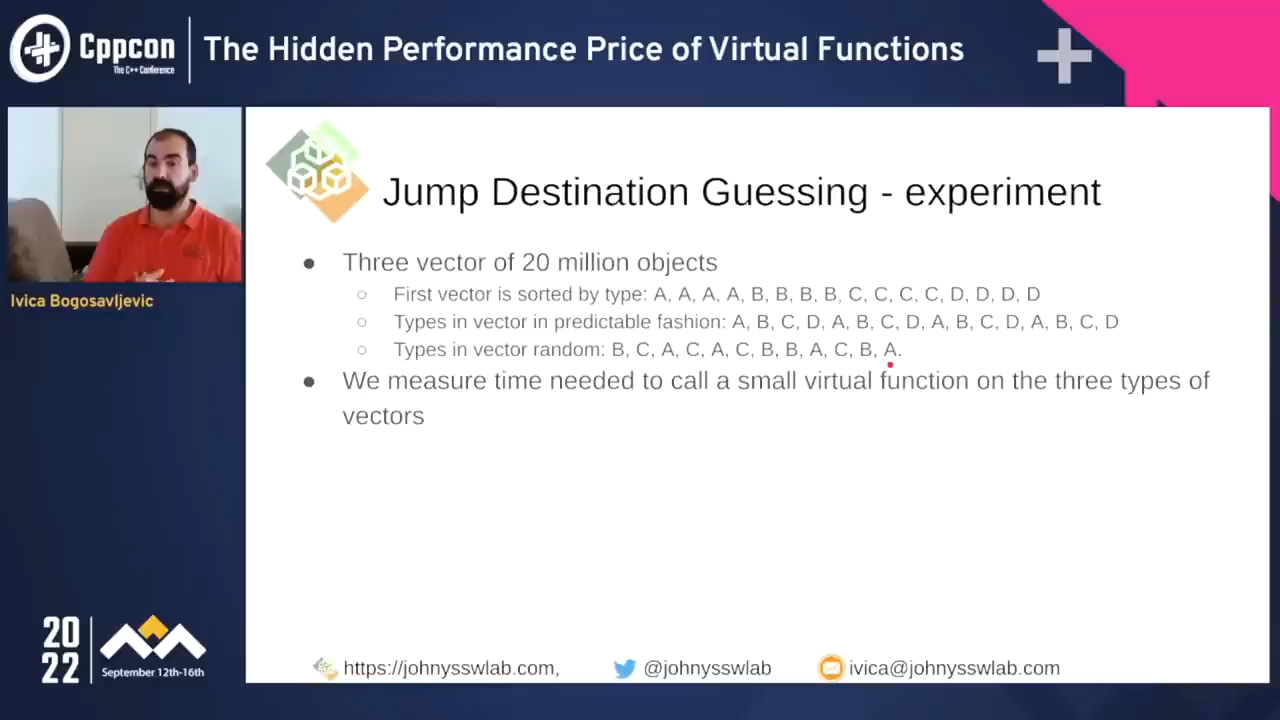 Cppcon
The C++ Conference
The Hidden Performance Price of Virtual Functions
Ivica Bogosavljevic
Jump Destination Guessing - experiment
● Three vector of 20 million objects
○ First vector is sorted by type: A, A, A, A, B, B, B, B, C, C, C, C, D, D, D, D
○ Types in vector in predictable fashion: A, B, C, D, A, B, C, D, A, B, C, D, A, B, C, D
○ Types in vector random: B, C, A, C, A, C, B, B, A, C, B, A.
● We measure time needed to call a small virtual function on the three types of
vectors
20
22
September 12th-16th
https://johnysswlab.com, @johnysswlab ivica@johnysswlab.com